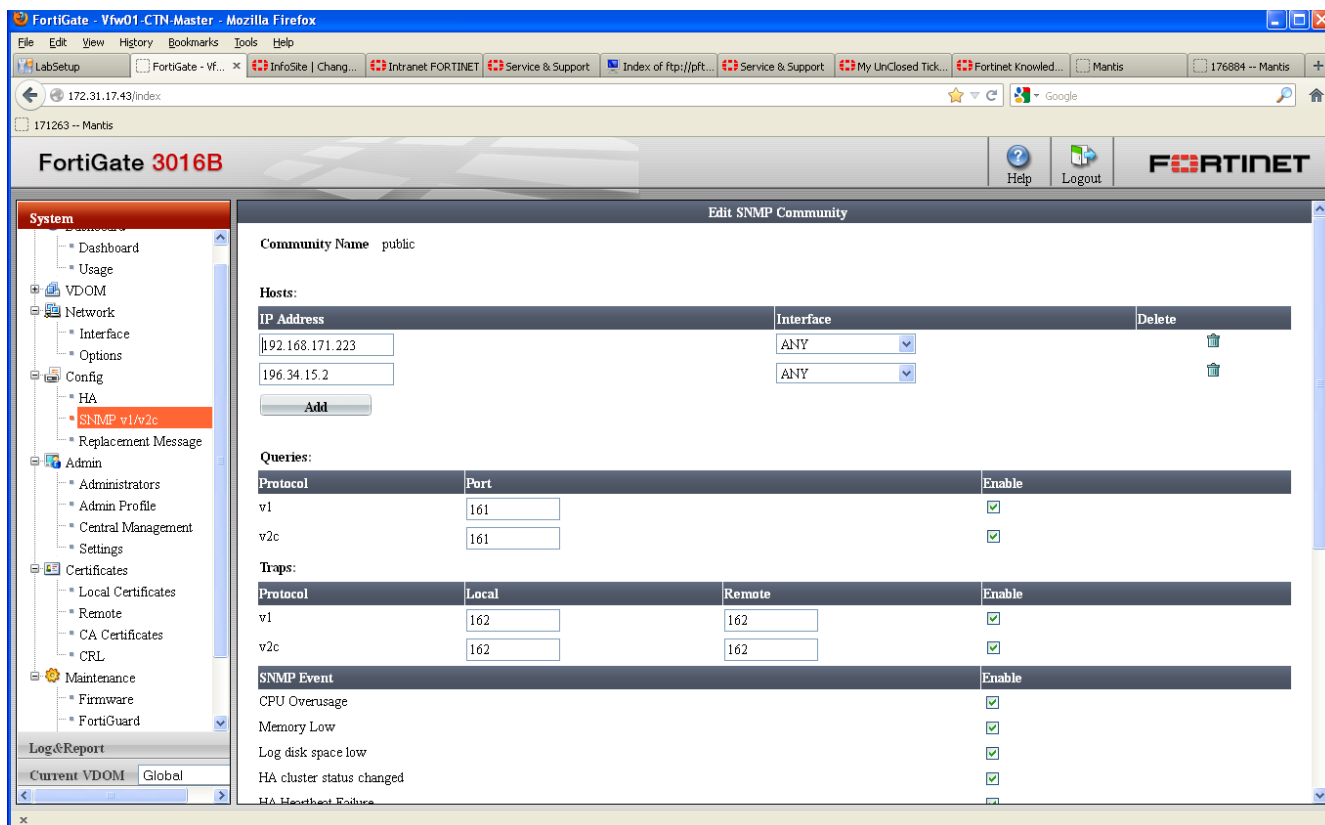 FortiGate - Vfw01-CTN-Master - Mozilla Firefox
File Edit View History Bookmarks Tools Help
LabSetup FortiGate - Vf... × InfoSite | Chang... Intranet FORTINET Service & Support Index of ftp://pft... Service & Support My UnClosed Tick... Fortinet Knowled... Mantis 176884 -- Mantis +
172.31.17.43/index Google
171263 -- Mantis
FortiGate 3016B Help Logout FORTINET
System
Dashboard
Dashboard
Usage
VDOM
Network
Interface
Options
Config
HA
SNMP v1/v2c
Replacement Message
Admin
Administrators
Admin Profile
Central Management
Settings
Certificates
Local Certificates
Remote
CA Certificates
CRL
Maintenance
Firmware
FortiGuard
Log&Report
Current VDOM Global
Edit SNMP Community
Community Name public
Hosts:
IP Address Interface Delete
192.168.171.223 ANY
196.34.15.2 ANY
Add
Queries:
Protocol Port Enable
v1 161
v2c 161
Traps:
Protocol Local Remote Enable
v1 162 162
v2c 162 162
SNMP Event Enable
CPU Overusage
Memory Low
Log disk space low
HA cluster status changed
HA Heartbeat Failure
×